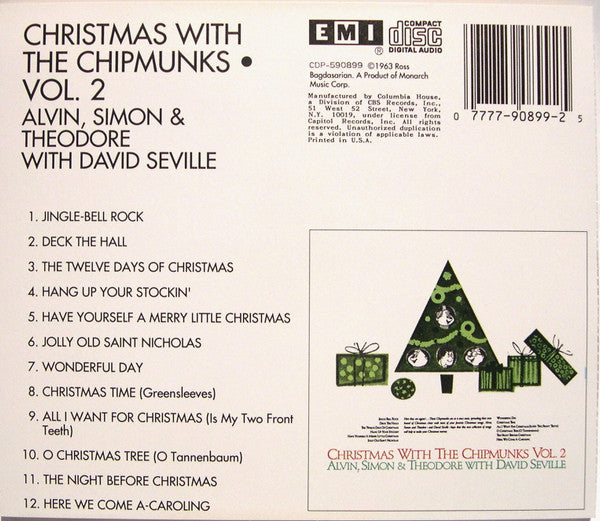 CHRISTMAS WITH
THE CHIPMUNKS •
VOL. 2
ALVIN, SIMON &
THEODORE
WITH DAVID SEVILLE
1. JINGLE-BELL ROCK
2. DECK THE HALL
3. THE TWELVE DAYS OF CHRISTMAS
4. HANG UP YOUR STOCKIN'
5. HAVE YOURSELF A MERRY LITTLE CHRISTMAS
6. JOLLY OLD SAINT NICHOLAS
7. WONDERFUL DAY
8. CHRISTMAS TIME (Greensleeves)
9. ALL I WANT FOR CHRISTMAS (Is My Two Front
Teeth)
10. O CHRISTMAS TREE (O Tannenbaum)
11. THE NIGHT BEFORE CHRISTMAS
12. HERE WE COME A-CAROLING
EMI
®
COMPACT
disc
DIGITAL AUDIO
CDP-590899 ©1963 Ross
Bagdasarian. A Product of Monarch
Music Corp.
Manufactured by Columbia House,
a Division of CBS Records, Inc.,
51 West 52 Street, New York,
N.Y. 10019, under license from
Capitol Records, Inc. All rights
reserved. Unauthorized duplication
is a violation of applicable laws.
Printed in U.S.A.
0 7777-90899-2 5
CHRISTMAS WITH THE CHIPMUNKS VOL. 2
ALVIN, SIMON & THEODORE WITH DAVID SEVILLE